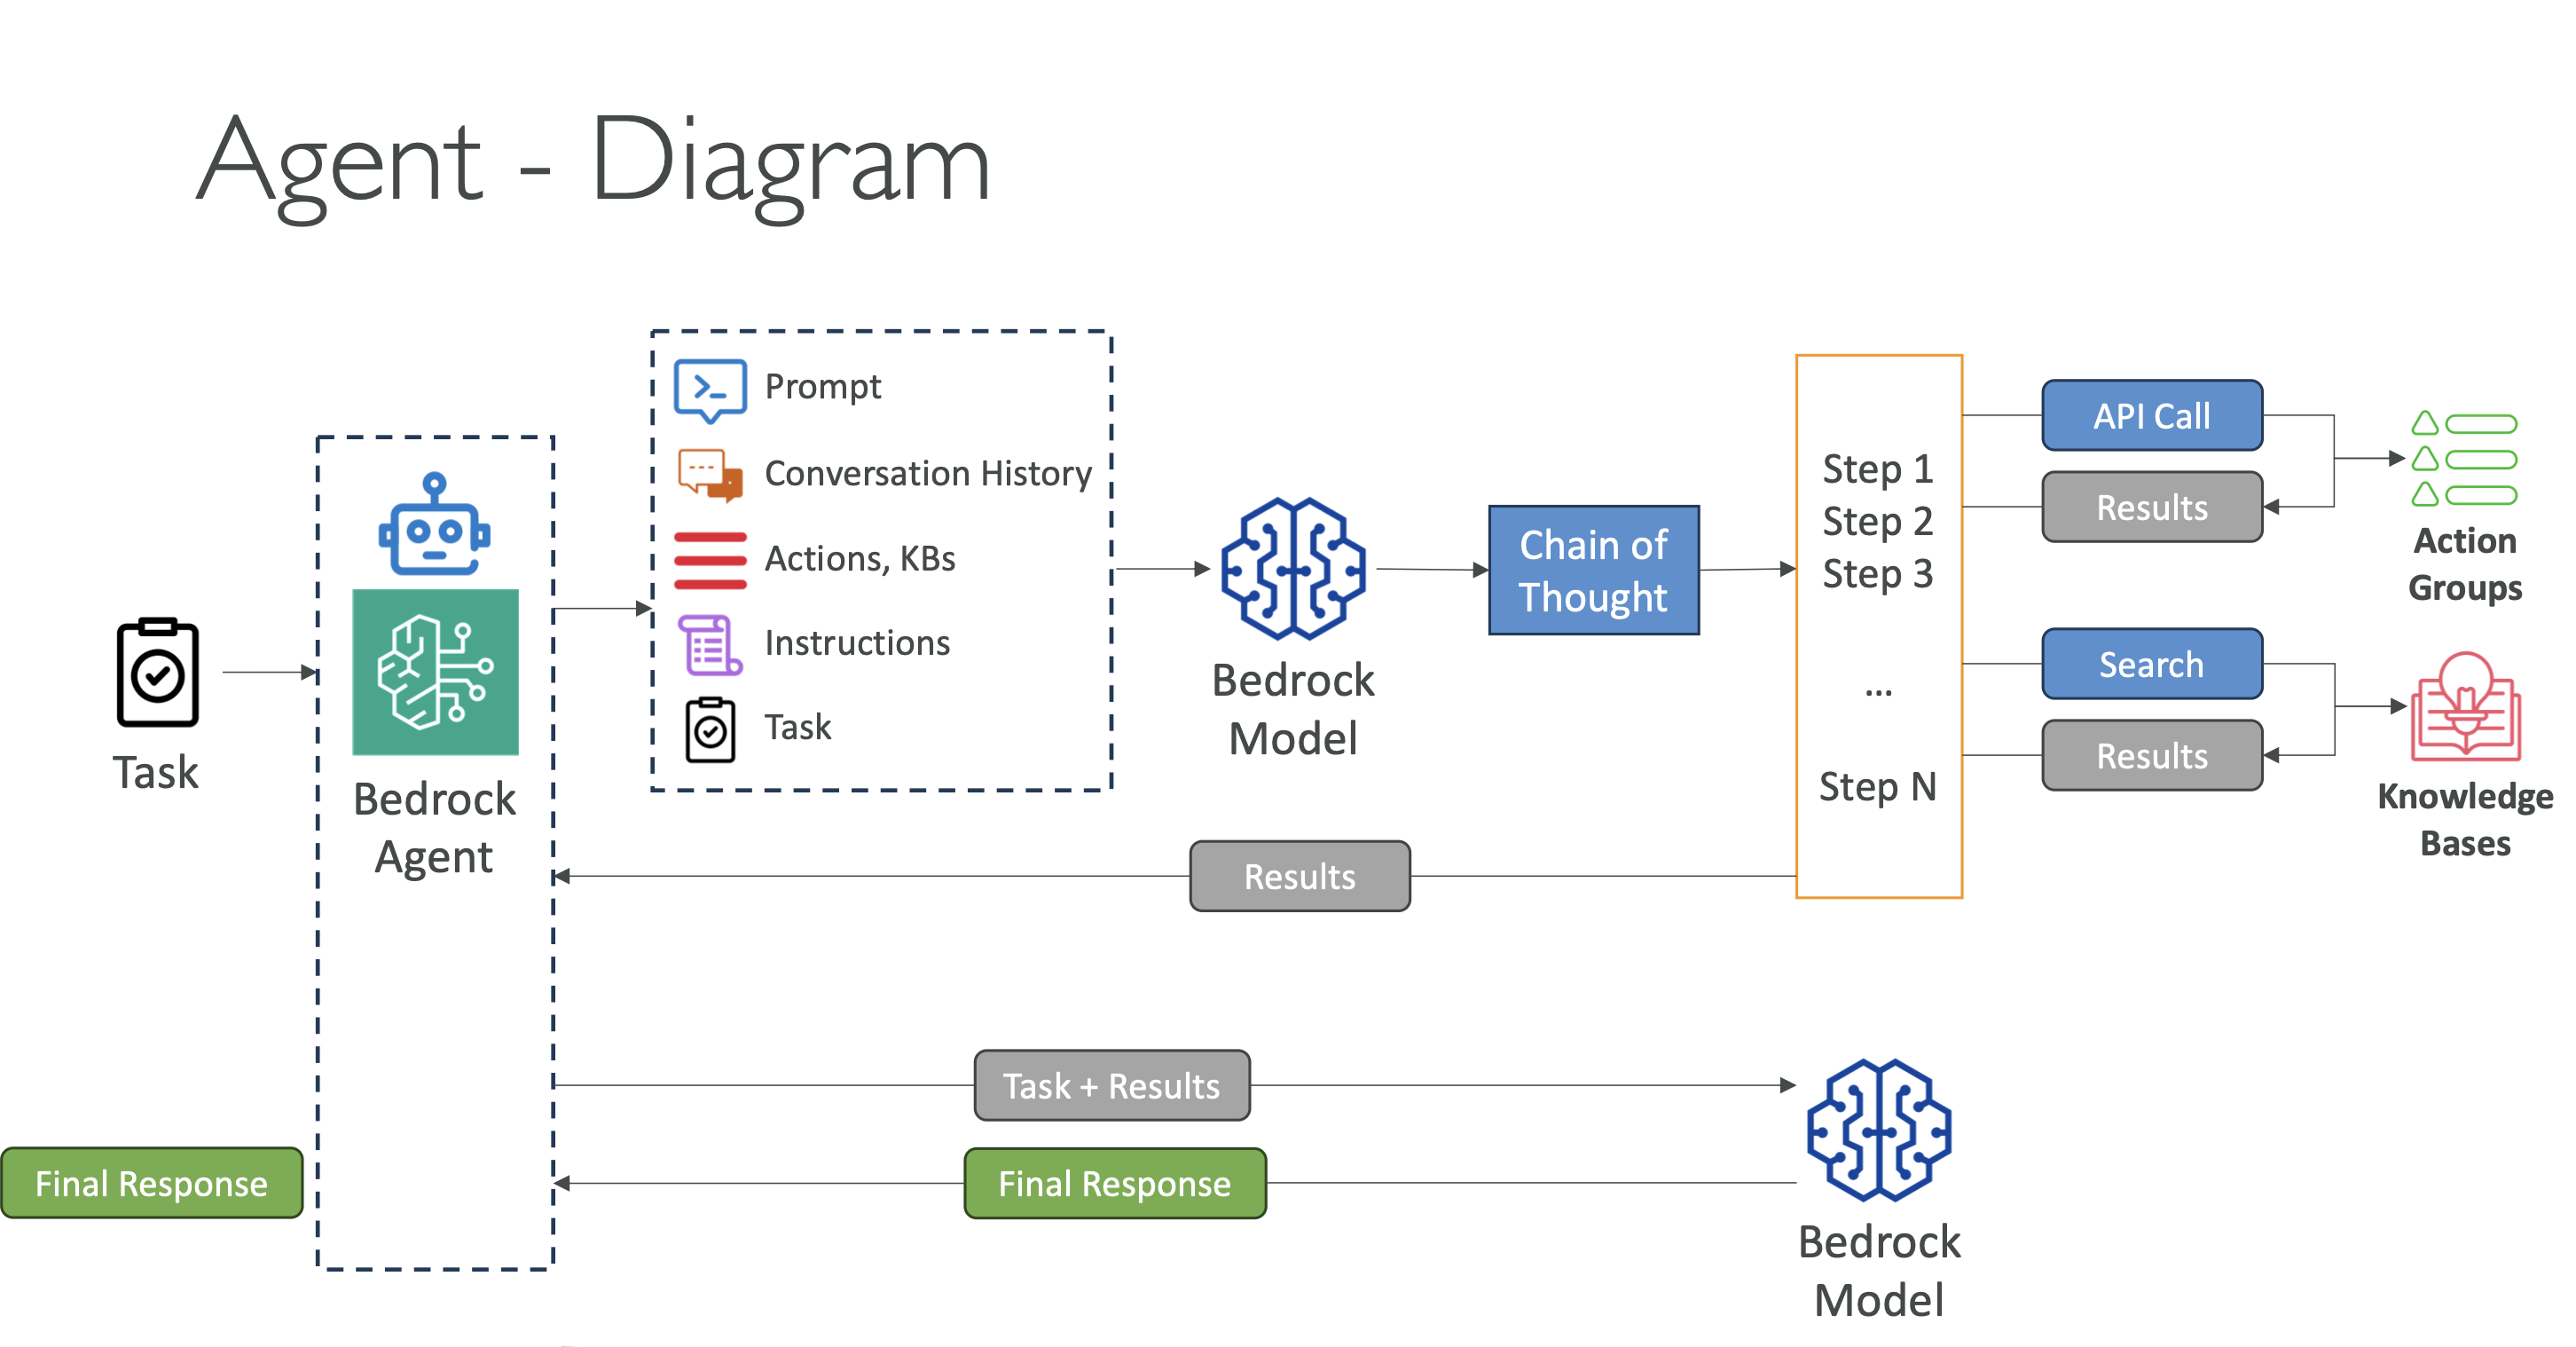 Agent - Diagram
Task
Bedrock
Agent
Prompt
Conversation History
Actions, KBs
Instructions
Task
Bedrock
Model
Chain of
Thought
Step 1
Step 2
Step 3
...
Step N
API Call
Results
Action
Groups
Search
Results
Knowledge
Bases
Results
Task + Results
Final Response
Final Response
Bedrock
Model